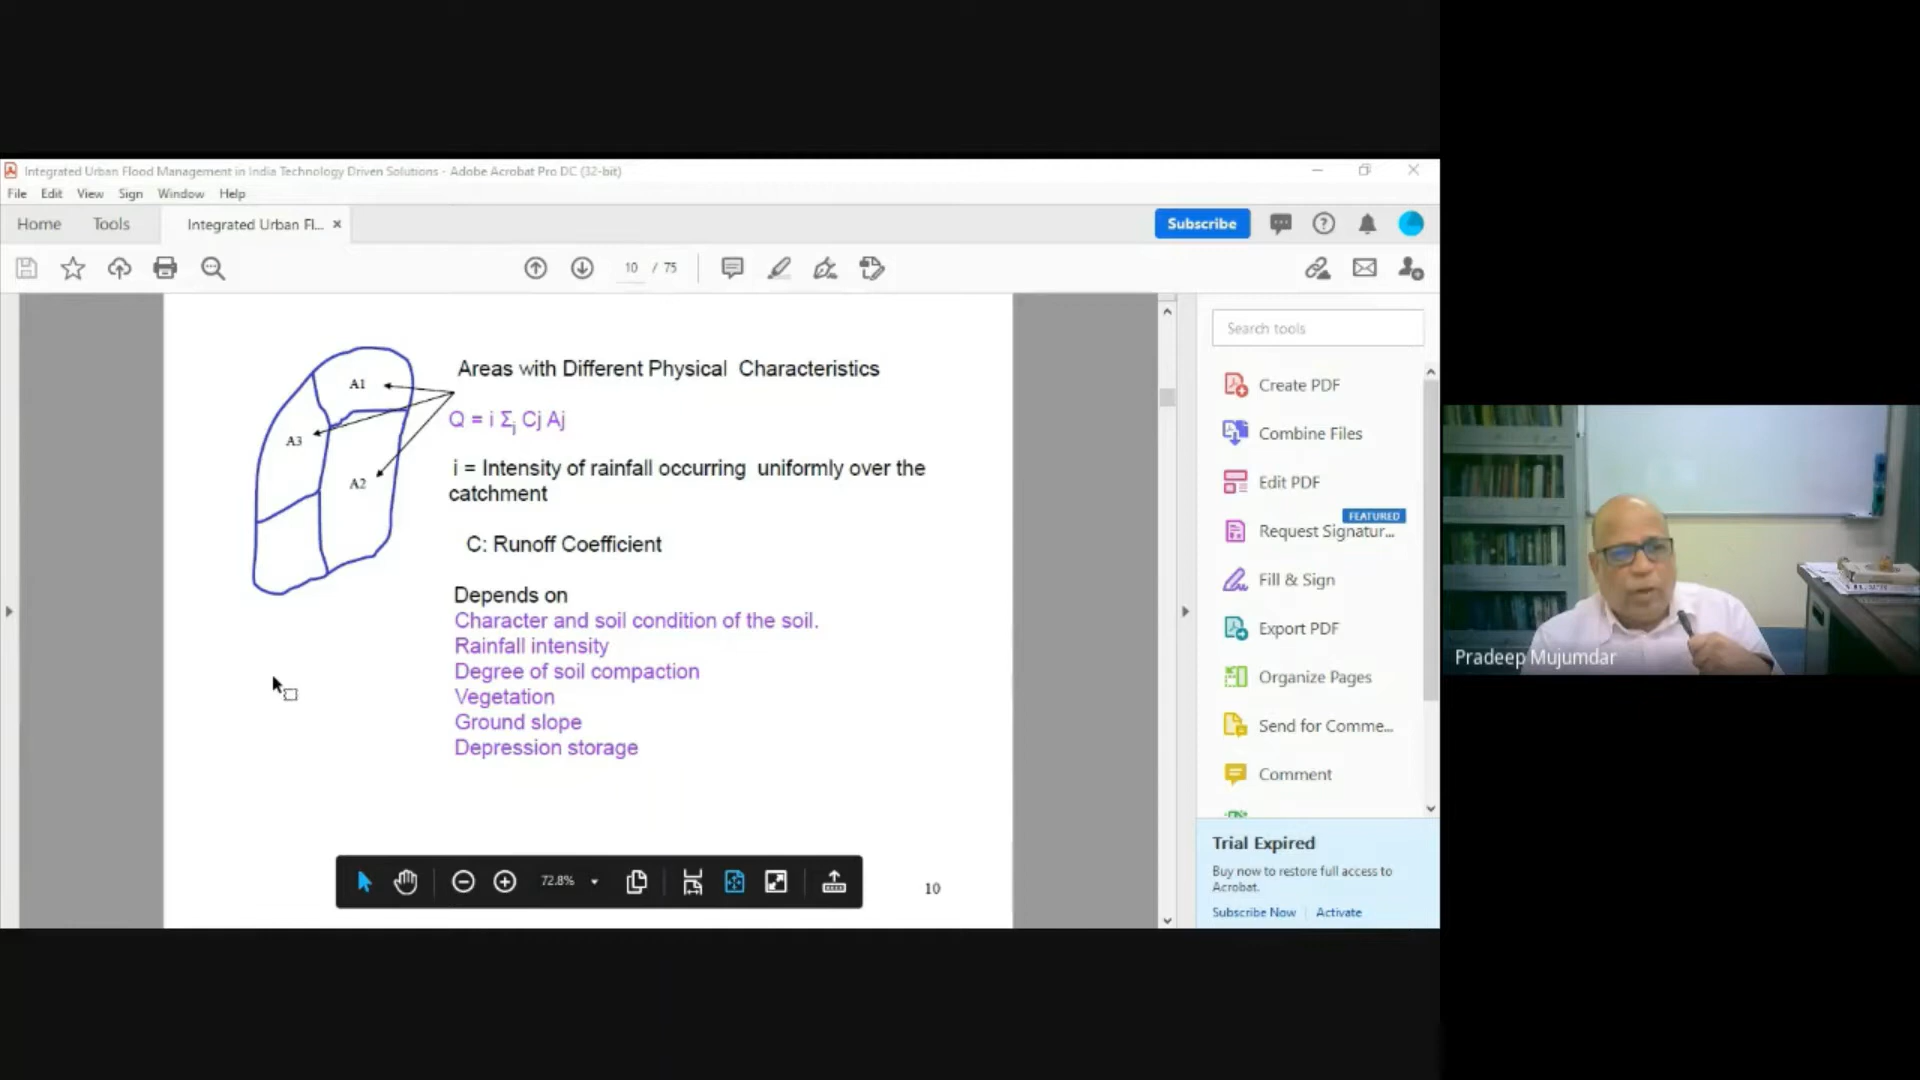 Integrated Urban Flood Management in India Technology Driven Solutions - Adobe Acrobat Pro DC (32-bit)
File Edit View Sign Window Help
Home Tools Integrated Urban Fl... ×
Subscribe
10 / 75
Areas with Different Physical Characteristics
A1
Q = i Σj Cj Aj
A3
i = Intensity of rainfall occurring uniformly over the
A2
catchment
C: Runoff Coefficient
Depends on
Character and soil condition of the soil.
Rainfall intensity
Degree of soil compaction
Vegetation
Ground slope
Depression storage
72.8%
10
Search tools
Create PDF
Combine Files
Edit PDF
FEATURED
Request Signatur...
Fill & Sign
Export PDF
Organize Pages
Send for Comme...
Comment
Trial Expired
Buy now to restore full access to
Acrobat.
Subscribe Now Activate
Pradeep Mujumdar